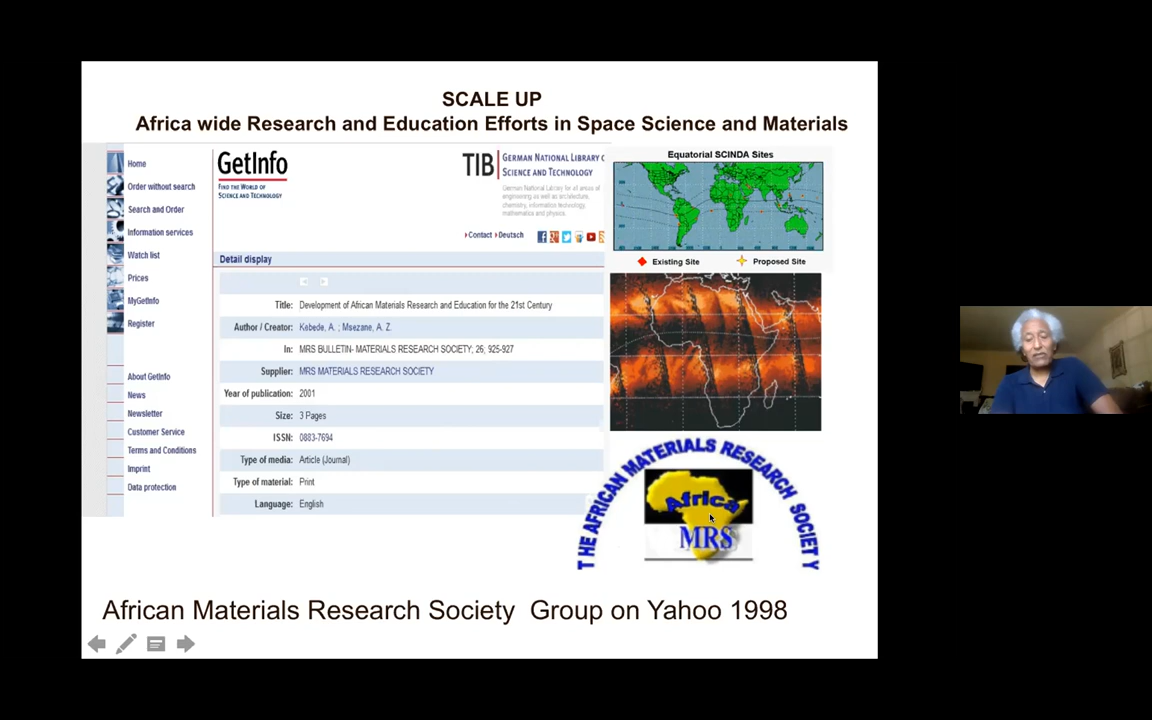 SCALE UP
Africa wide Research and Education Efforts in Space Science and Materials
Home
Order without search
Search and Order
Information services
Watch list
Prices
MyGetInfo
Register
About GetInfo
News
Newsletter
Customer Service
Terms and Conditions
Imprint
Data protection
GetInfo
FIND THE WORLD OF
SCIENCE AND TECHNOLOGY
TIB
GERMAN NATIONAL LIBRARY
SCIENCE AND TECHNOLOGY
German National Library for all areas of
engineering as well as architecture,
chemistry, information technology,
mathematics and physics.
Contact Deutsch
Detail display
Title: Development of African Materials Research and Education for the 21st Century
Author / Creator: Kebede, A. ; Msezane, A. Z.
In: MRS BULLETIN- MATERIALS RESEARCH SOCIETY; 26; 925-927
Supplier: MRS MATERIALS RESEARCH SOCIETY
Year of publication: 2001
Size: 3 Pages
ISSN: 0883-7694
Type of media: Article (Journal)
Type of material: Print
Language: English
Equatorial SCINDA Sites
Existing Site Proposed Site
THE AFRICAN MATERIALS RESEARCH SOCIETY
Africa
MRS
African Materials Research Society Group on Yahoo 1998